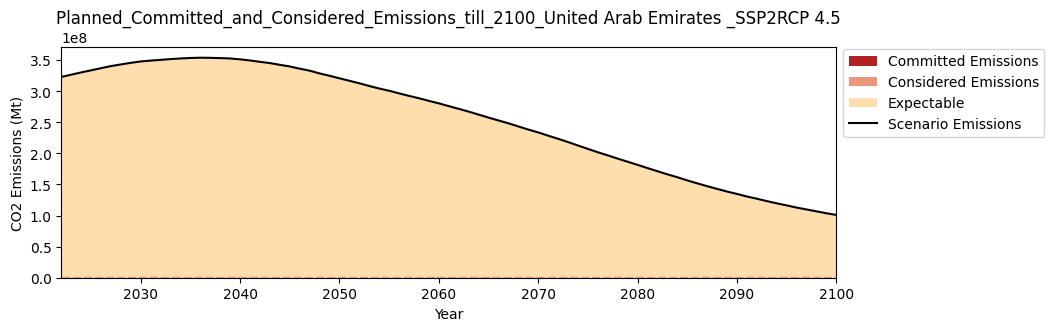 Planned_Committed_and_Considered_Emissions_till_2100_United Arab Emirates _SSP2RCP 4.5
1e8
3.5
3.0
2.5
2.0
1.5
1.0
0.5
0.0
CO2 Emissions (Mt)
2030 2040 2050 2060 2070 2080 2090 2100
Year
Committed Emissions
Considered Emissions
Expectable
Scenario Emissions